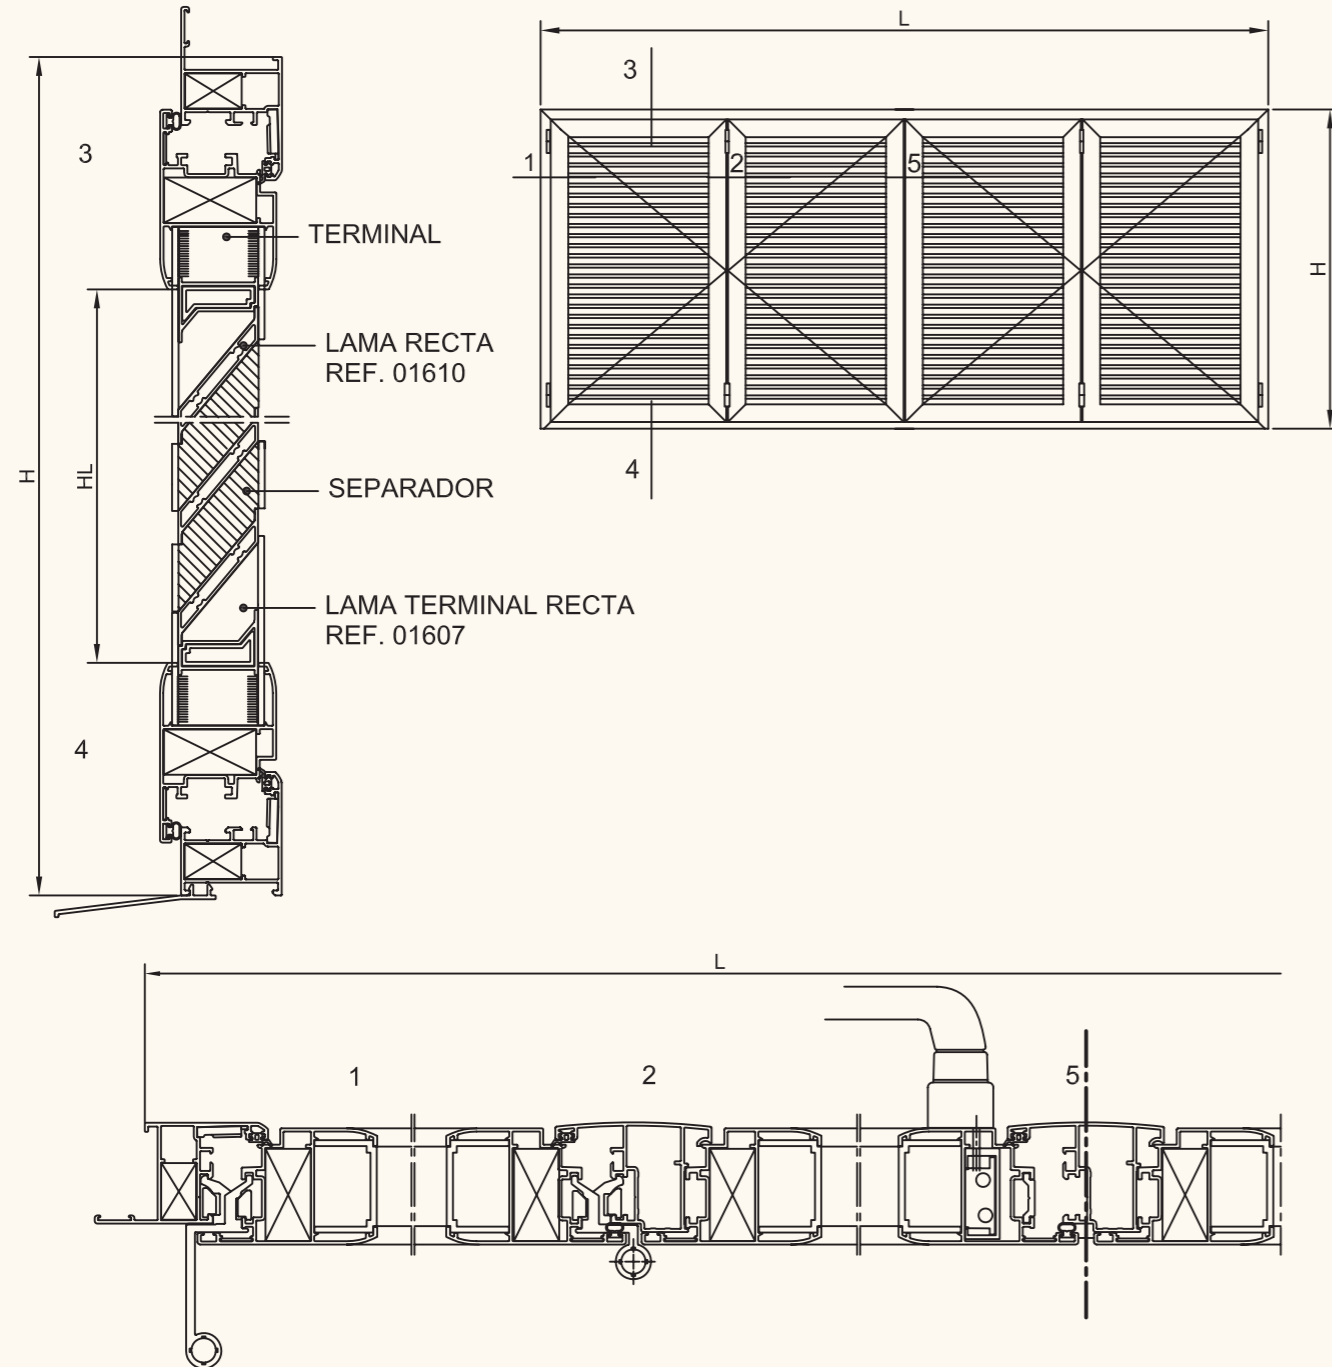 L
3
1
2
5
H
4
3
TERMINAL
LAMA RECTA
REF. 01610
H
HL
SEPARADOR
LAMA TERMINAL RECTA
REF. 01607
4
L
1
2
5